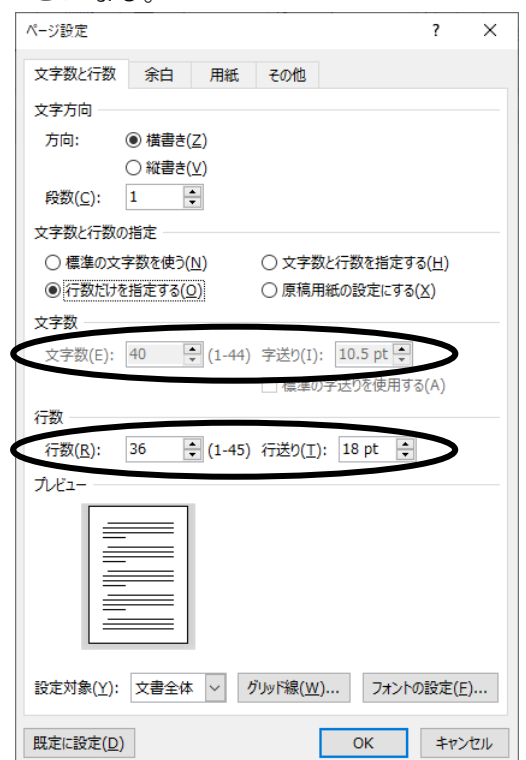 ページ設定 ? ×
文字数と行数 余白 用紙 その他
文字方向
方向: 横書き(Z)
縦書き(V)
段数(C): 1
文字数と行数の指定
標準の文字数を使う(N) 文字数と行数を指定する(H)
行数だけを指定する(O) 原稿用紙の設定にする(X)
文字数
文字数(E): 40 (1-44) 字送り(I): 10.5 pt
標準の字送りを使用する(A)
行数
行数(R): 36 (1-45) 行送り(T): 18 pt
プレビュー
設定対象(Y): 文書全体 グリッド線(W)... フォントの設定(F)...
既定に設定(D) OK キャンセル